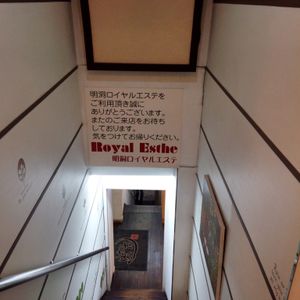 明洞ロイヤルエステを
ご利用頂き誠に
ありがとうございます。
またのご来店をお待ち
しております。
気をつけてお帰りください。
Royal Esthe
明洞ロイヤルエステ